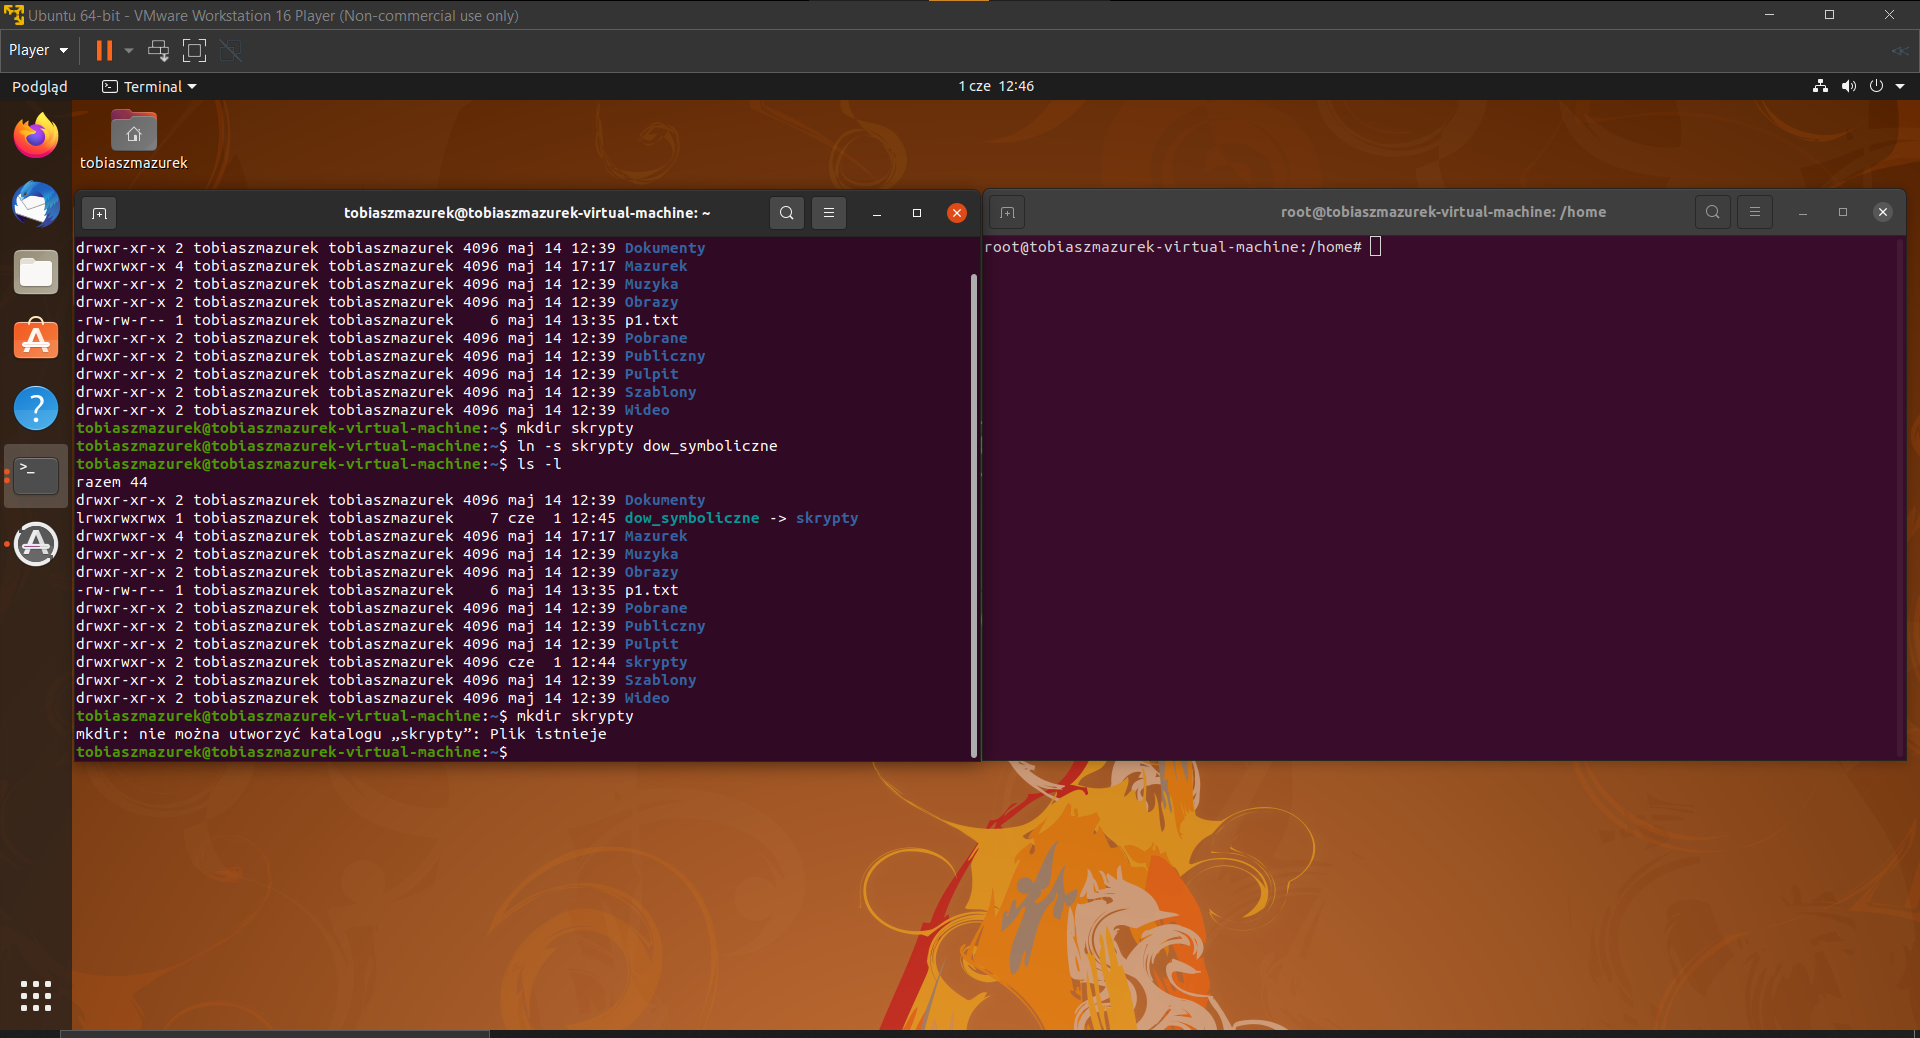 Ubuntu 64-bit - VMware Workstation 16 Player (Non-commercial use only)
Player
Podgląd
Terminal
1 cze 12:46
tobiaszmazurek
tobiaszmazurek@tobiaszmazurek-virtual-machine: ~
drwxr-xr-x 2 tobiaszmazurek tobiaszmazurek 4096 maj 14 12:39 Dokumenty
drwxrwxr-x 4 tobiaszmazurek tobiaszmazurek 4096 maj 14 17:17 Mazurek
drwxr-xr-x 2 tobiaszmazurek tobiaszmazurek 4096 maj 14 12:39 Muzyka
drwxr-xr-x 2 tobiaszmazurek tobiaszmazurek 4096 maj 14 12:39 Obrazy
-rw-rw-r-- 1 tobiaszmazurek tobiaszmazurek    6 maj 14 13:35 p1.txt
drwxr-xr-x 2 tobiaszmazurek tobiaszmazurek 4096 maj 14 12:39 Pobrane
drwxr-xr-x 2 tobiaszmazurek tobiaszmazurek 4096 maj 14 12:39 Publiczny
drwxr-xr-x 2 tobiaszmazurek tobiaszmazurek 4096 maj 14 12:39 Pulpit
drwxr-xr-x 2 tobiaszmazurek tobiaszmazurek 4096 maj 14 12:39 Szablony
drwxr-xr-x 2 tobiaszmazurek tobiaszmazurek 4096 maj 14 12:39 Wideo
tobiaszmazurek@tobiaszmazurek-virtual-machine:~$ mkdir skrypty
tobiaszmazurek@tobiaszmazurek-virtual-machine:~$ ln -s skrypty dow_symboliczne
tobiaszmazurek@tobiaszmazurek-virtual-machine:~$ ls -l
razem 44
drwxr-xr-x 2 tobiaszmazurek tobiaszmazurek 4096 maj 14 12:39 Dokumenty
lrwxrwxrwx 1 tobiaszmazurek tobiaszmazurek    7 cze  1 12:45 dow_symboliczne -> skrypty
drwxrwxr-x 4 tobiaszmazurek tobiaszmazurek 4096 maj 14 17:17 Mazurek
drwxr-xr-x 2 tobiaszmazurek tobiaszmazurek 4096 maj 14 12:39 Muzyka
drwxr-xr-x 2 tobiaszmazurek tobiaszmazurek 4096 maj 14 12:39 Obrazy
-rw-rw-r-- 1 tobiaszmazurek tobiaszmazurek    6 maj 14 13:35 p1.txt
drwxr-xr-x 2 tobiaszmazurek tobiaszmazurek 4096 maj 14 12:39 Pobrane
drwxr-xr-x 2 tobiaszmazurek tobiaszmazurek 4096 maj 14 12:39 Publiczny
drwxr-xr-x 2 tobiaszmazurek tobiaszmazurek 4096 maj 14 12:39 Pulpit
drwxrwxr-x 2 tobiaszmazurek tobiaszmazurek 4096 cze  1 12:44 skrypty
drwxr-xr-x 2 tobiaszmazurek tobiaszmazurek 4096 maj 14 12:39 Szablony
drwxr-xr-x 2 tobiaszmazurek tobiaszmazurek 4096 maj 14 12:39 Wideo
tobiaszmazurek@tobiaszmazurek-virtual-machine:~$ mkdir skrypty
mkdir: nie można utworzyć katalogu „skrypty”: Plik istnieje
tobiaszmazurek@tobiaszmazurek-virtual-machine:~$
root@tobiaszmazurek-virtual-machine: /home
root@tobiaszmazurek-virtual-machine:/home#